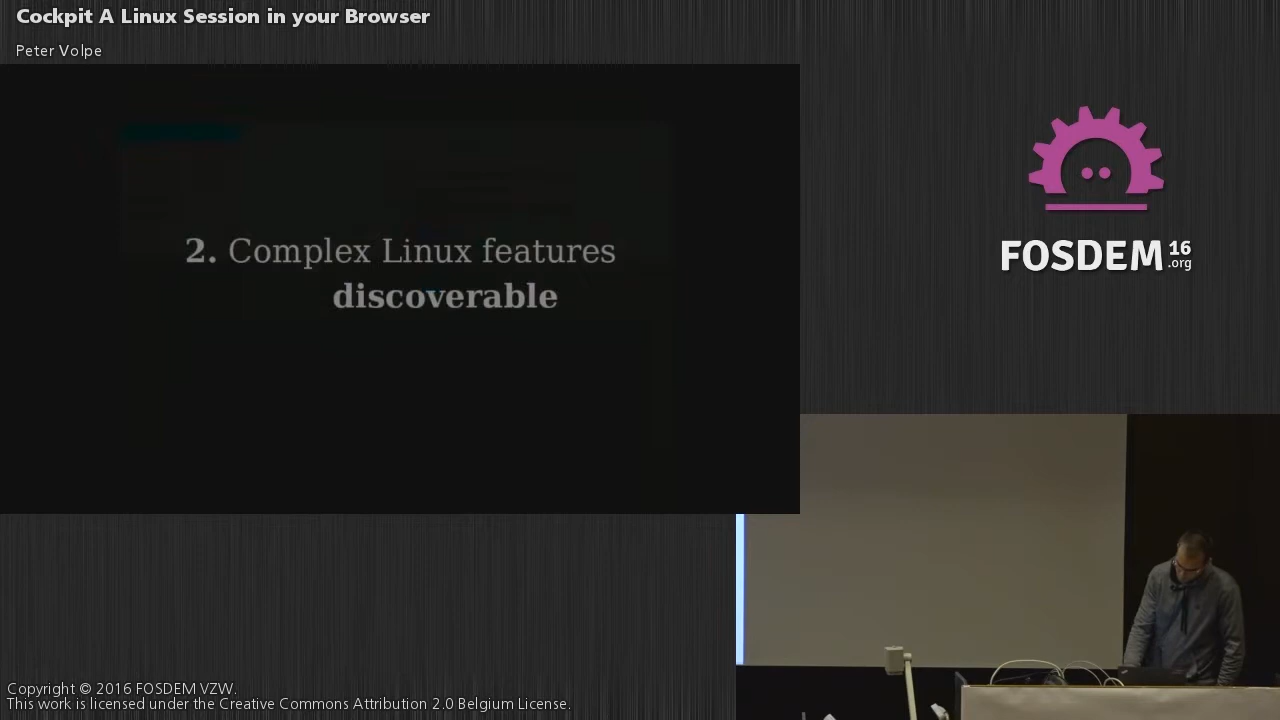 Cockpit A Linux Session in your Browser
Peter Volpe
2. Complex Linux features
discoverable
FOSDEM 16
.org
Copyright © 2016 FOSDEM VZW.
This work is licensed under the Creative Commons Attribution 2.0 Belgium License.